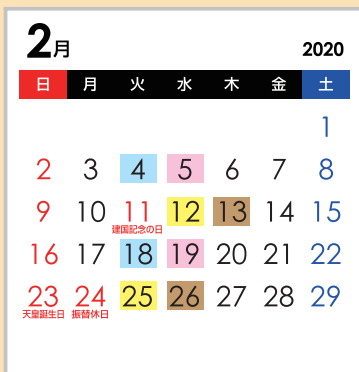 2月 2020
日 月 火 水 木 金 土
1
2 3 4 5 6 7 8
9 10 11 12 13 14 15
建国記念の日
16 17 18 19 20 21 22
23 24 25 26 27 28 29
天皇誕生日 振替休日